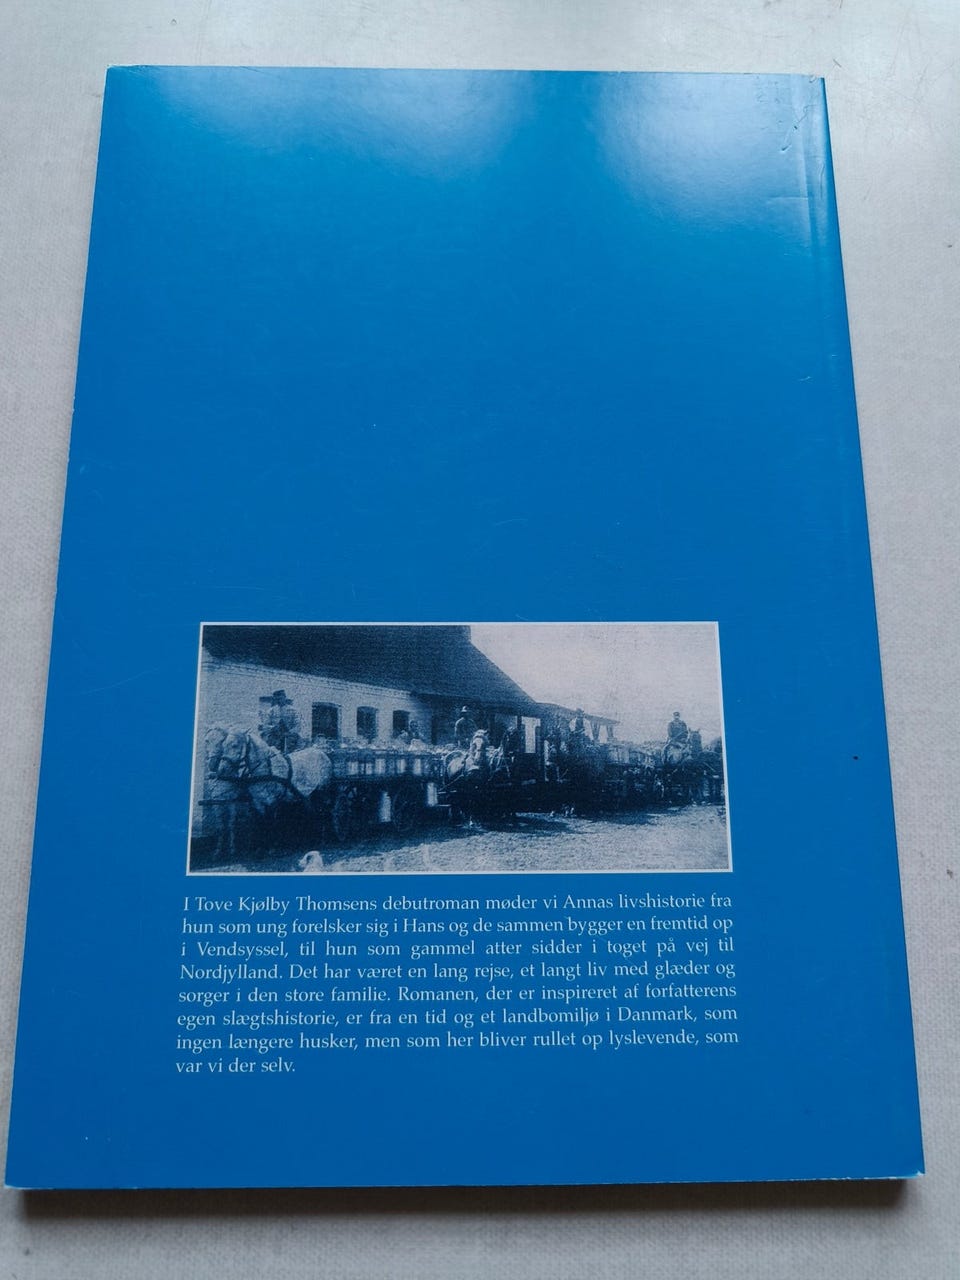 I Tove Kjølby Thomsens debutroman møder vi Annas livshistorie fra
hun som ung forelsker sig i Hans og de sammen bygger en fremtid op
i Vendsyssel, til hun som gammel atter sidder i toget på vej til
Nordjylland. Det har været en lang rejse, et langt liv med glæder og
sorger i den store familie. Romanen, der er inspireret af forfatterens
egen slægtshistorie, er fra en tid og et landbomiljø i Danmark, som
ingen længere husker, men som her bliver rullet op lyslevende, som
var vi der selv.